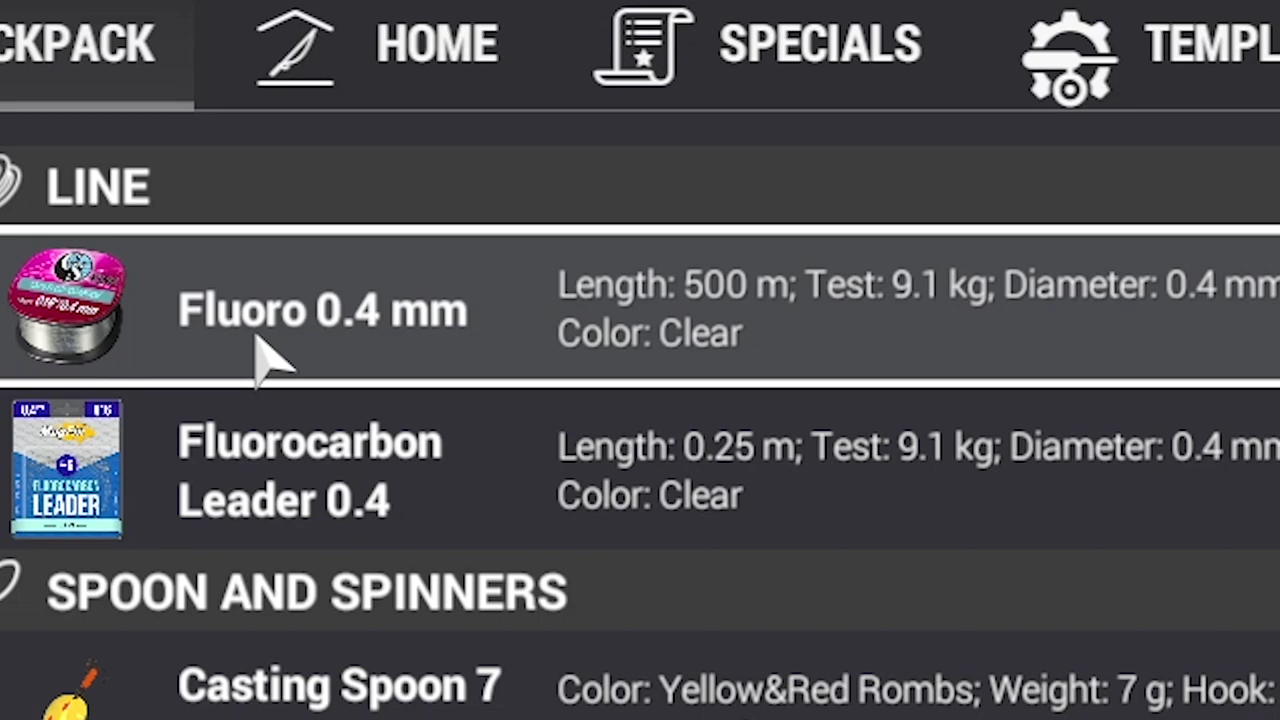 CKPACK
HOME
SPECIALS
TEMPL
LINE
Fluoro 0.4 mm
Length: 500 m; Test: 9.1 kg; Diameter: 0.4 mm
Color: Clear
Fluorocarbon
Leader 0.4
Length: 0.25 m; Test: 9.1 kg; Diameter: 0.4 mm
Color: Clear
LEADER
SPOON AND SPINNERS
Casting Spoon 7
Color: Yellow&Red Rombs; Weight: 7 g; Hook: